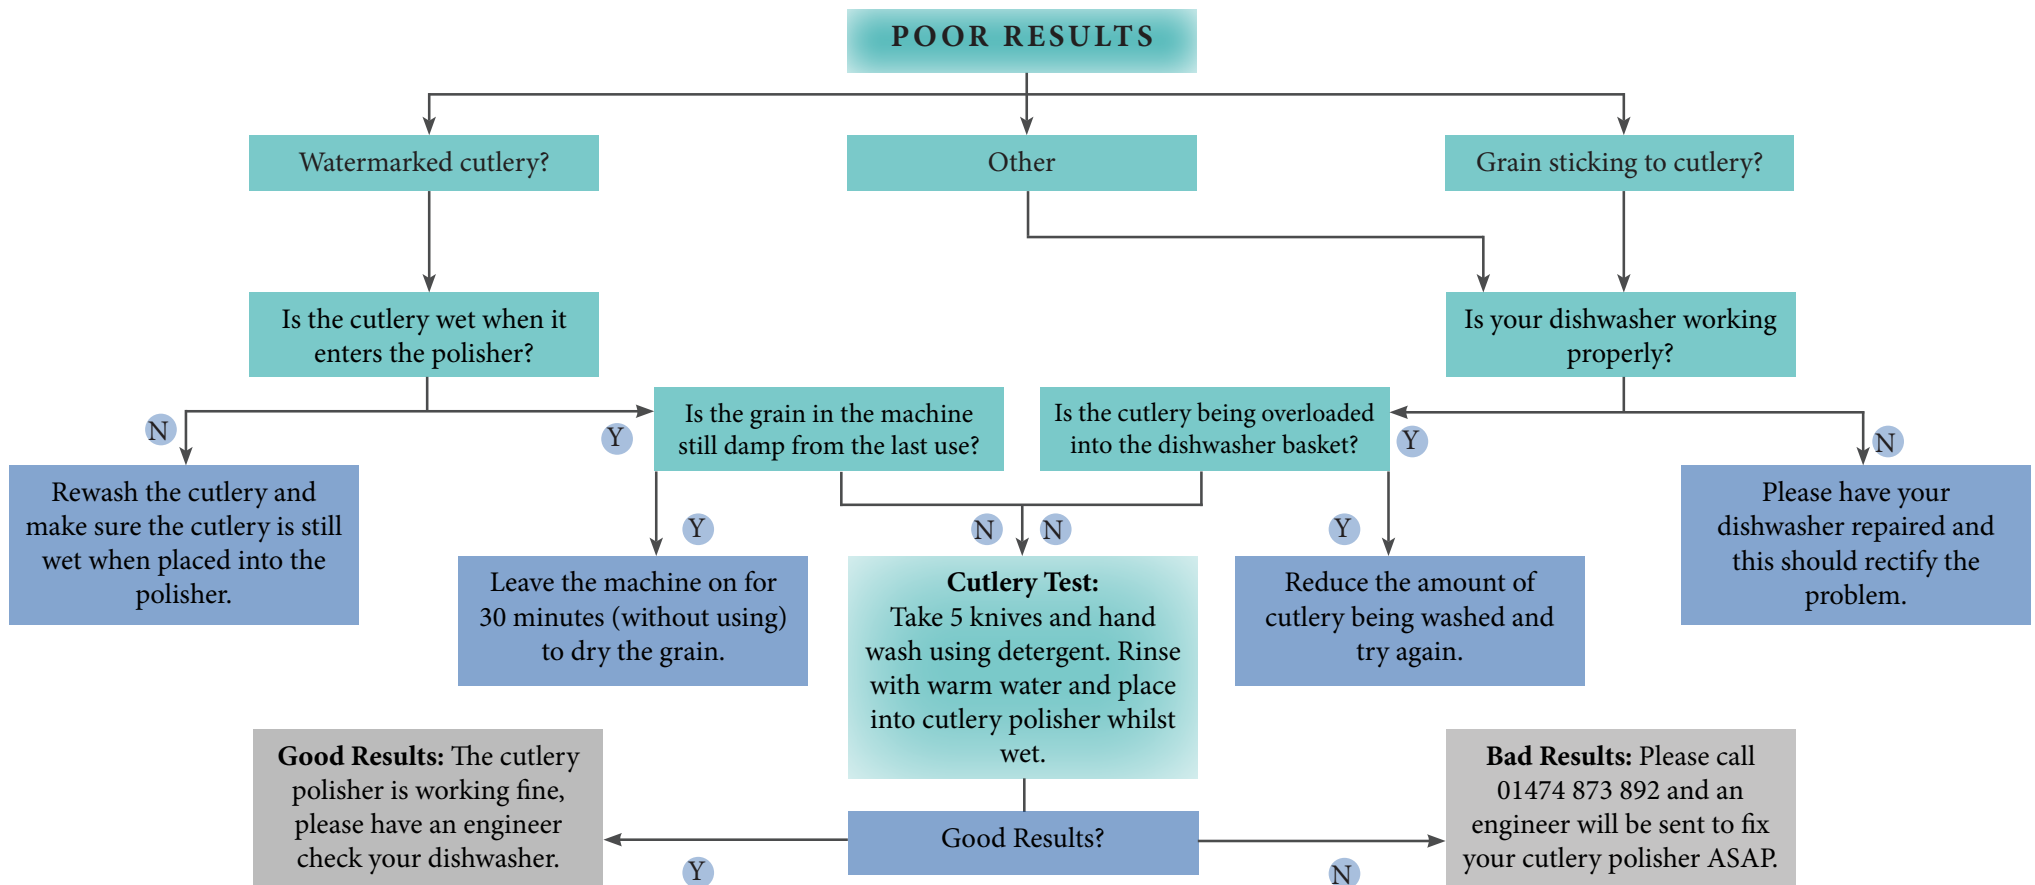 POOR RESULTS
Watermarked cutlery?
Other
Grain sticking to cutlery?
Is the cutlery wet when it
enters the polisher?
Is your dishwasher working
properly?
Is the grain in the machine
still damp from the last use?
Is the cutlery being overloaded
into the dishwasher basket?
N
Y
Y
N
Rewash the cutlery and
make sure the cutlery is still
wet when placed into the
polisher.
Please have your
dishwasher repaired and
this should rectify the
problem.
Y
N
N
Y
Leave the machine on for
30 minutes (without using)
to dry the grain.
Cutlery Test:
Take 5 knives and hand
wash using detergent. Rinse
with warm water and place
into cutlery polisher whilst
wet.
Reduce the amount of
cutlery being washed and
try again.
Good Results: The cutlery
polisher is working fine,
please have an engineer
check your dishwasher.
Good Results?
Bad Results: Please call
01474 873 892 and an
engineer will be sent to fix
your cutlery polisher ASAP.
Y
N